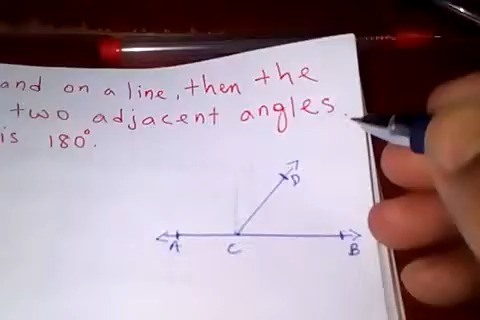 and on a line, then the
two adjacent angles.
is 180°.
D
A C B